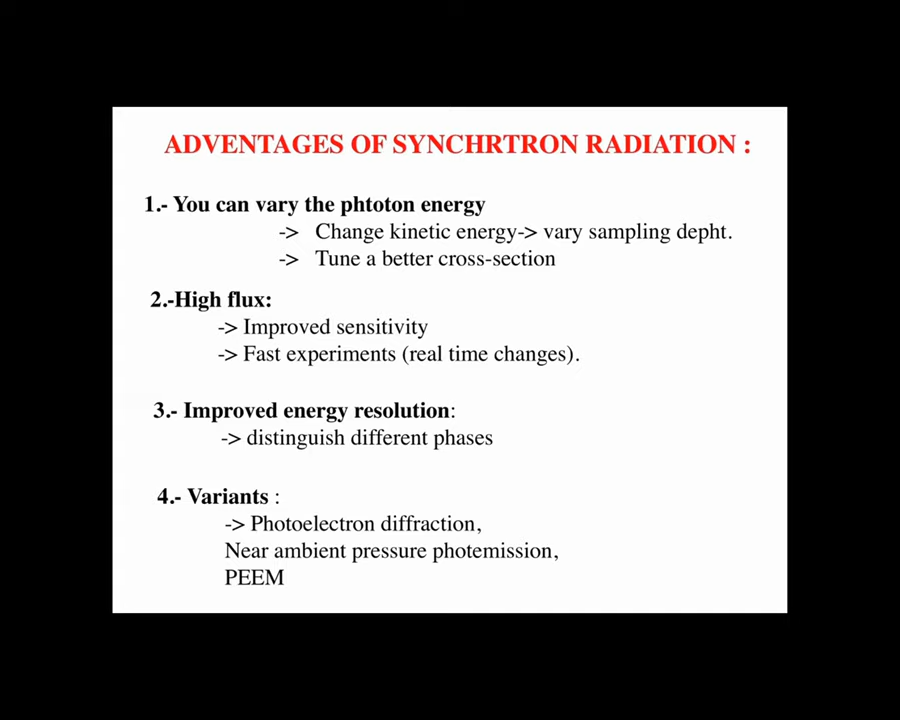 ADVENTAGES OF SYNCHRTRON RADIATION :
1.- You can vary the phtoton energy
-> Change kinetic energy-> vary sampling depht.
-> Tune a better cross-section
2.-High flux:
-> Improved sensitivity
-> Fast experiments (real time changes).
3.- Improved energy resolution:
-> distinguish different phases
4.- Variants :
-> Photoelectron diffraction,
Near ambient pressure photemission,
PEEM